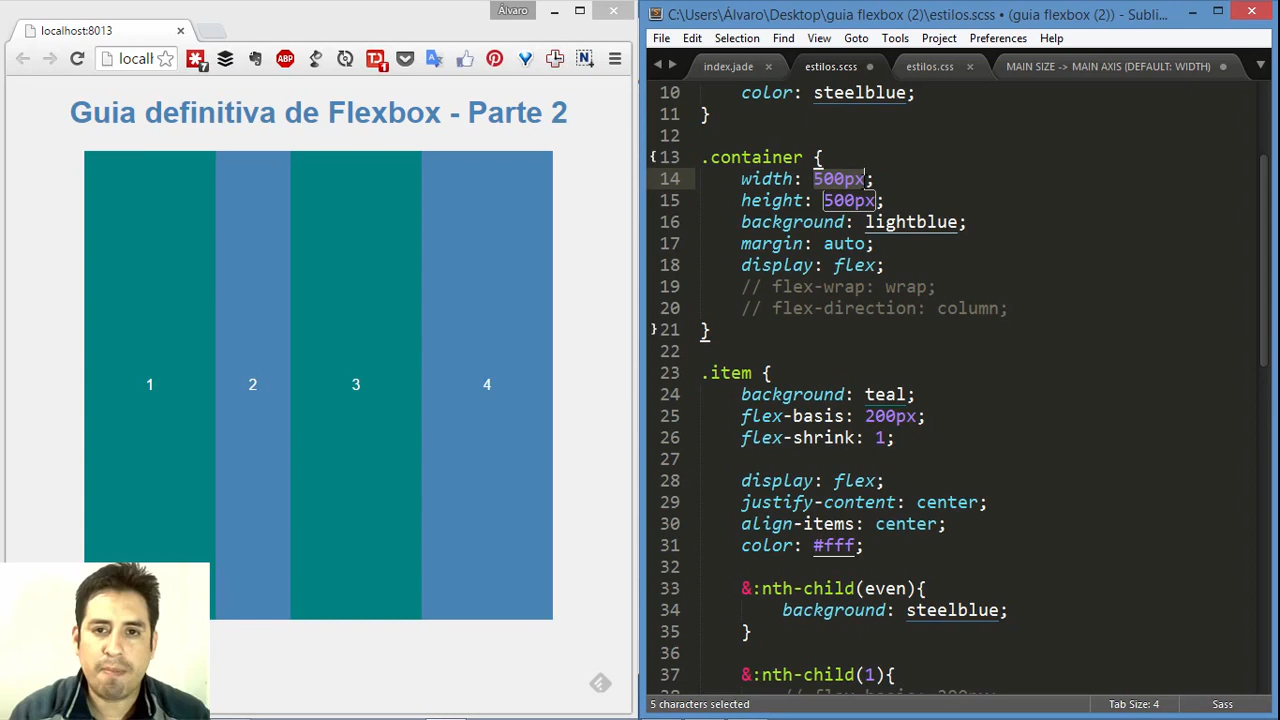 Álvaro
C:\Users\Álvaro\Desktop\guia flexbox (2)\estilos.scss • (guia flexbox (2)) - Subli...
localhost:8013
File Edit Selection Find View Goto Tools Project Preferences Help
locall
ABP
7
1
N
index.jade
estilos.scss
estilos.css
MAIN SIZE -> MAIN AXIS (DEFAULT: WIDTH)
Guia definitiva de Flexbox - Parte 2
1
2
3
4
10 color: steelblue;
11 }
12
13 .container {
14 width: 500px;
15 height: 500px;
16 background: lightblue;
17 margin: auto;
18 display: flex;
19 // flex-wrap: wrap;
20 // flex-direction: column;
21 }
22
23 .item {
24 background: teal;
25 flex-basis: 200px;
26 flex-shrink: 1;
27
28 display: flex;
29 justify-content: center;
30 align-items: center;
31 color: #fff;
32
33 &:nth-child(even){
34 background: steelblue;
35 }
36
37 &:nth-child(1){
5 characters selected
Tab Size: 4
Sass